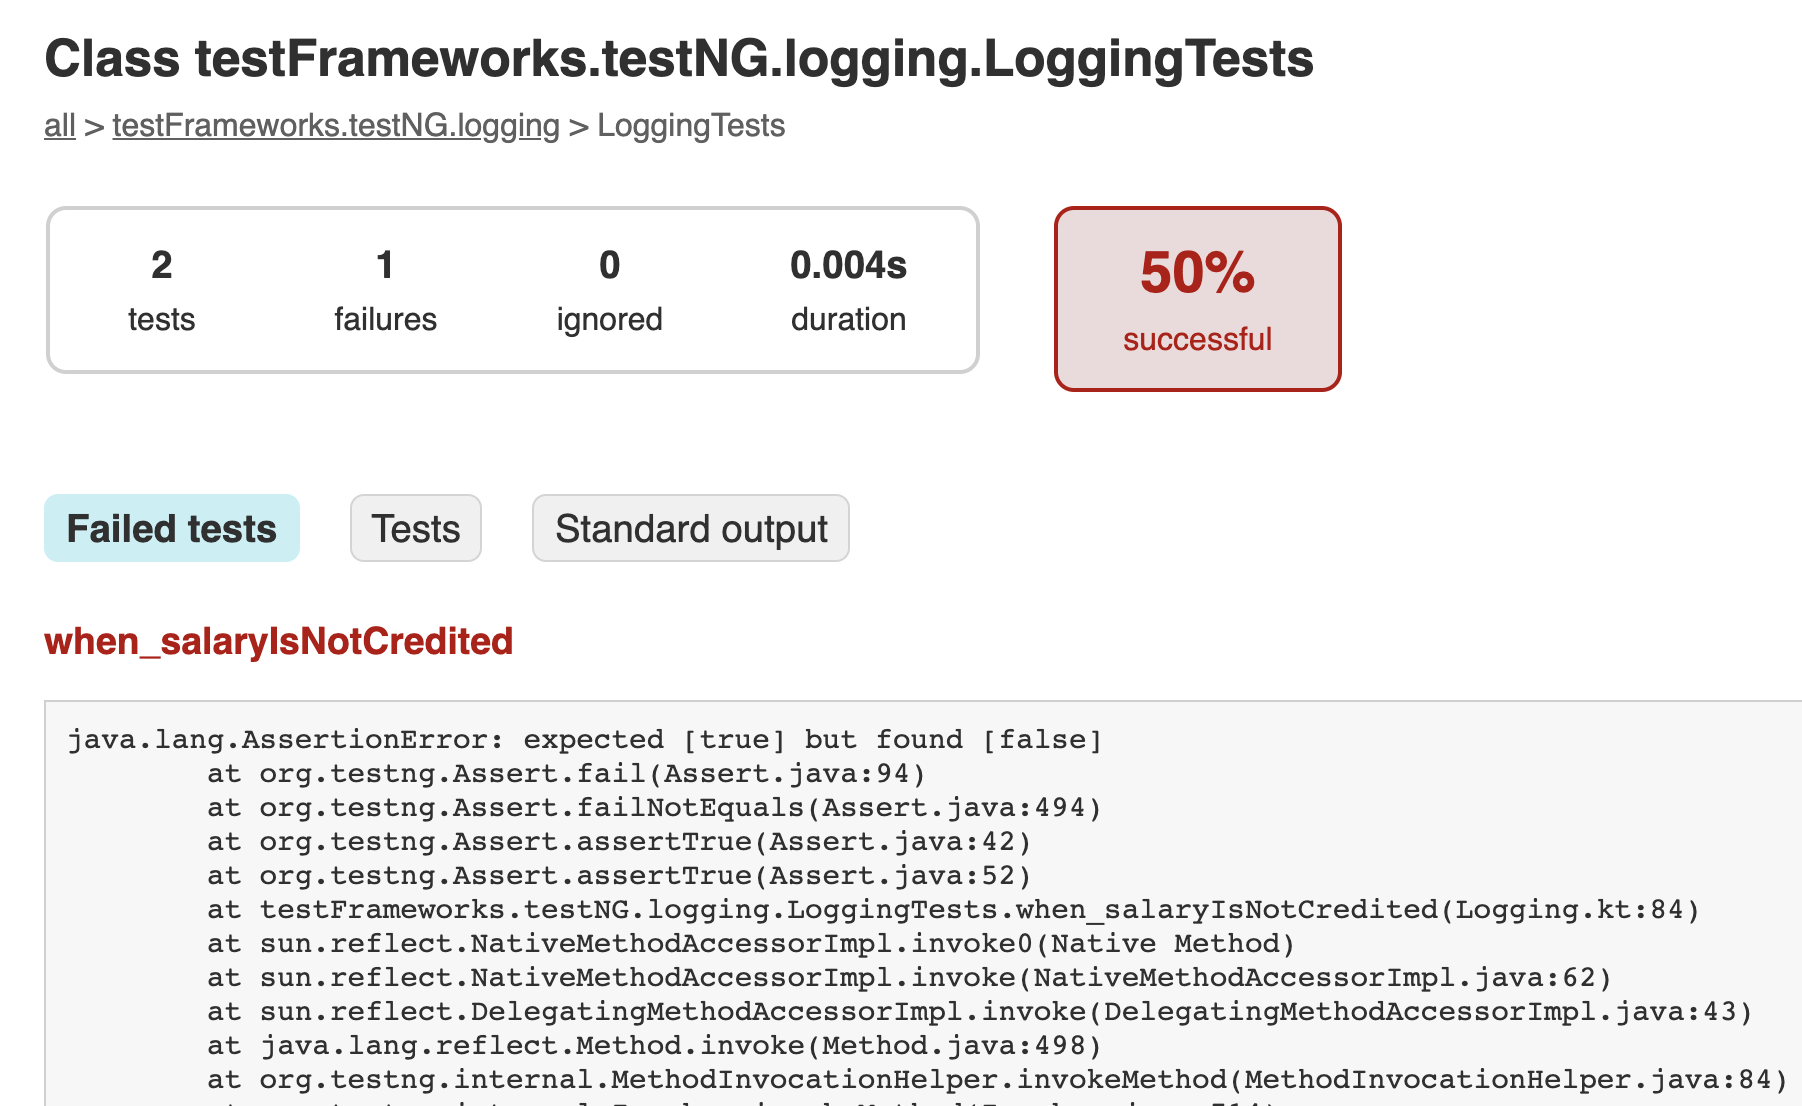 Class testFrameworks.testNG.logging.LoggingTests
all > testFrameworks.testNG.logging > LoggingTests
2 1 0 0.004s
tests failures ignored duration
50%
successful
Failed tests Tests Standard output
when_salaryIsNotCredited
java.lang.AssertionError: expected [true] but found [false]
at org.testng.Assert.fail(Assert.java:94)
at org.testng.Assert.failNotEquals(Assert.java:494)
at org.testng.Assert.assertTrue(Assert.java:42)
at org.testng.Assert.assertTrue(Assert.java:52)
at testFrameworks.testNG.logging.LoggingTests.when_salaryIsNotCredited(Logging.kt:84)
at sun.reflect.NativeMethodAccessorImpl.invoke0(Native Method)
at sun.reflect.NativeMethodAccessorImpl.invoke(NativeMethodAccessorImpl.java:62)
at sun.reflect.DelegatingMethodAccessorImpl.invoke(DelegatingMethodAccessorImpl.java:43)
at java.lang.reflect.Method.invoke(Method.java:498)
at org.testng.internal.MethodInvocationHelper.invokeMethod(MethodInvocationHelper.java:84)